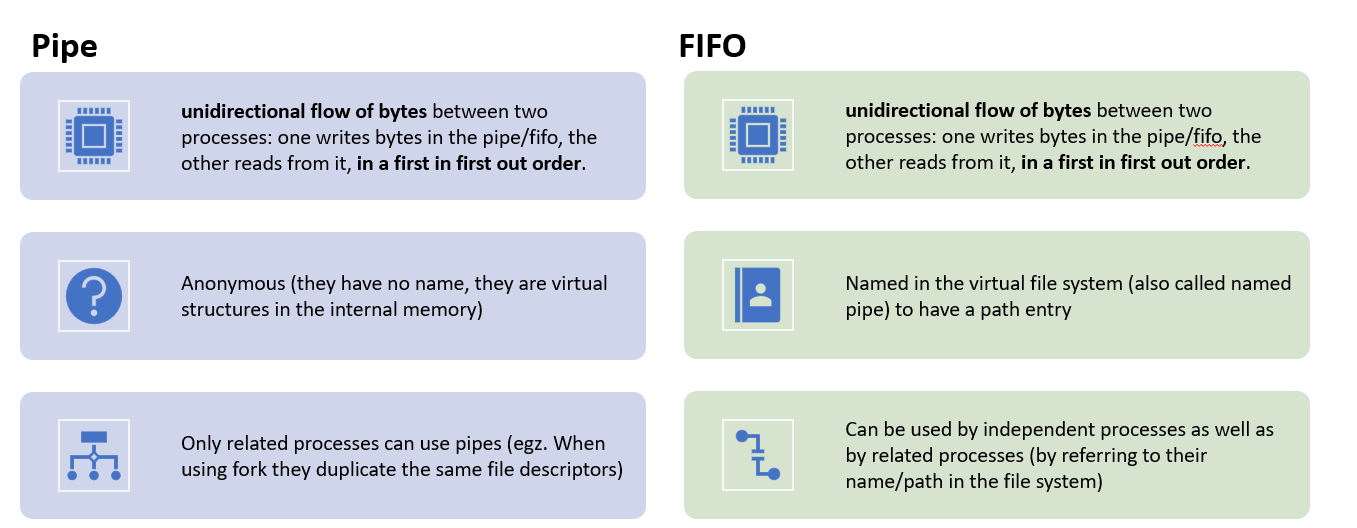 Pipe
unidirectional flow of bytes between two
processes: one writes bytes in the pipe/fifo, the
other reads from it, in a first in first out order.
Anonymous (they have no name, they are virtual
structures in the internal memory)
Only related processes can use pipes (egz. When
using fork they duplicate the same file descriptors)
FIFO
unidirectional flow of bytes between two
processes: one writes bytes in the pipe/fifo, the
other reads from it, in a first in first out order.
Named in the virtual file system (also called named
pipe) to have a path entry
Can be used by independent processes as well as
by related processes (by referring to their
name/path in the file system)